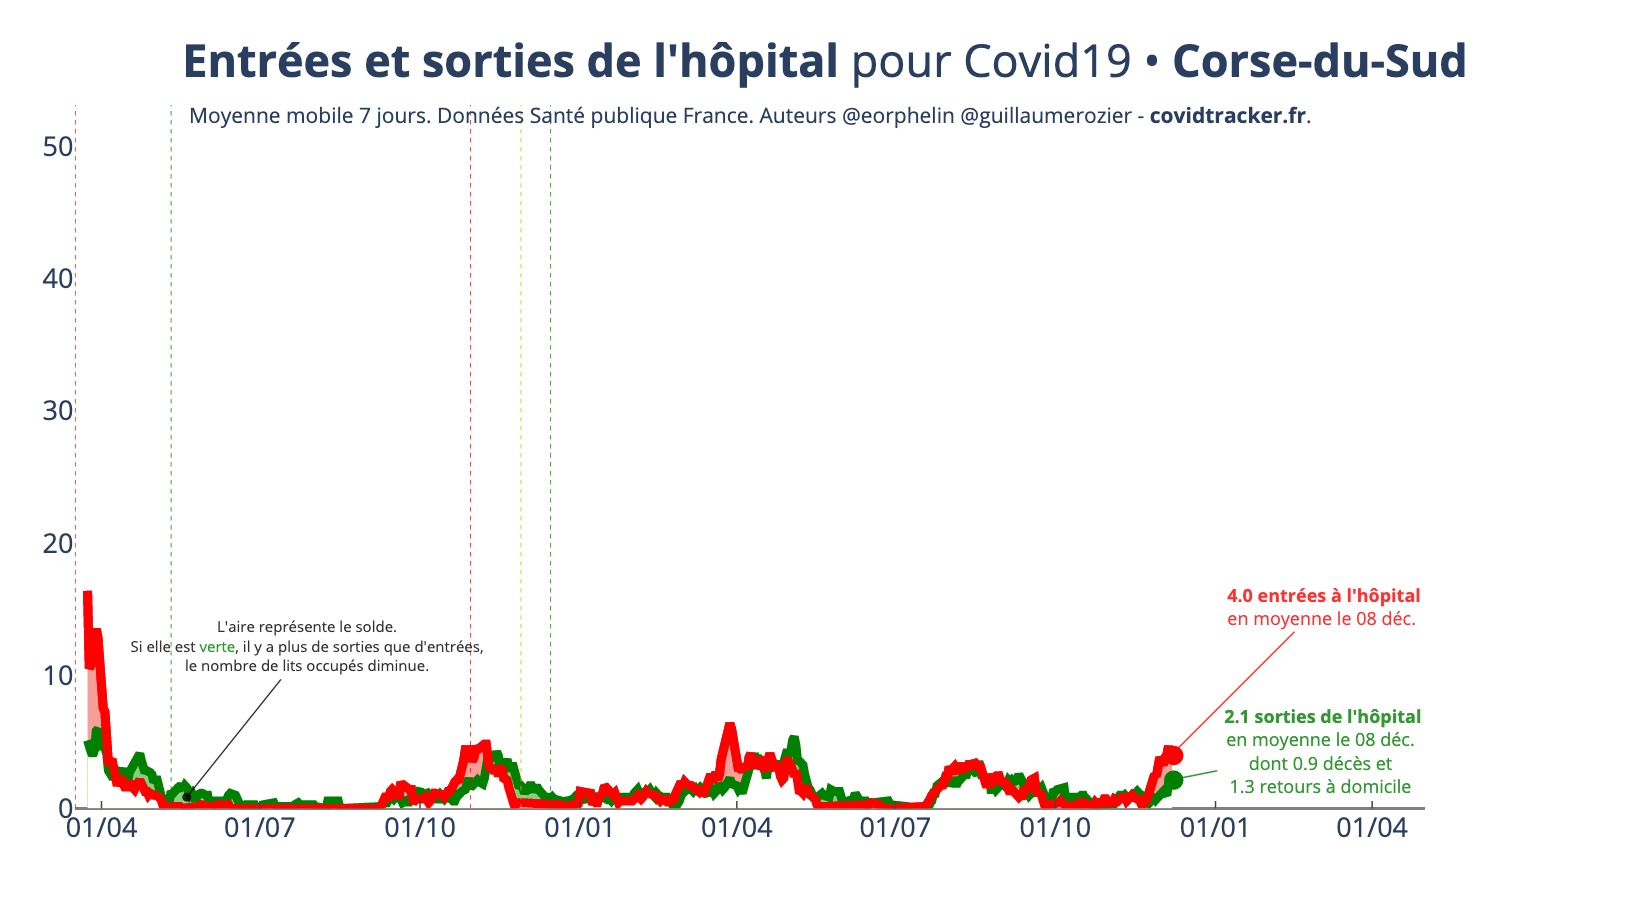 Entrées et sorties de l'hôpital pour Covid19 • Corse-du-Sud
Moyenne mobile 7 jours. Données Santé publique France. Auteurs @eorphelin @guillaumerozier - covidtracker.fr.
50
40
30
20
10
0
L'aire représente le solde.
Si elle est verte, il y a plus de sorties que d'entrées,
le nombre de lits occupés diminue.
4.0 entrées à l'hôpital
en moyenne le 08 déc.
2.1 sorties de l'hôpital
en moyenne le 08 déc.
dont 0.9 décès et
1.3 retours à domicile
01/04 01/07 01/10 01/01 01/04 01/07 01/10 01/01 01/04